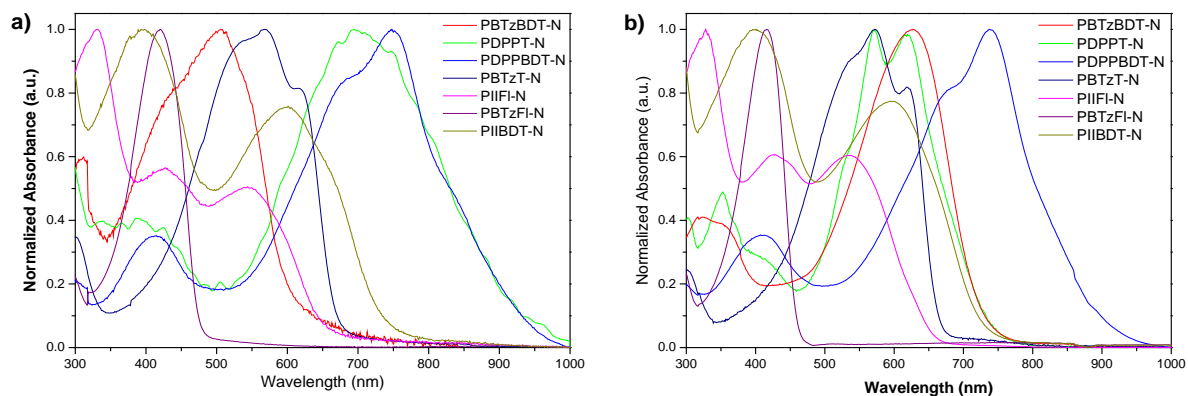 a)
PBTzBDT-N
PDPPT-N
PDPPBDT-N
PBTzT-N
PIIFl-N
PBTzFl-N
PIIBDT-N
Normalized Absorbance (a.u.)
1.0
0.8
0.6
0.4
0.2
0.0
300 400 500 600 700 800 900 1000
Wavelength (nm)
b)
PBTzBDT-N
PDPPT-N
PDPPBDT-N
PBTzT-N
PIIFl-N
PBTzFl-N
PIIBDT-N
Normalized Absorbance (a.u.)
1.0
0.8
0.6
0.4
0.2
0.0
300 400 500 600 700 800 900 1000
Wavelength (nm)